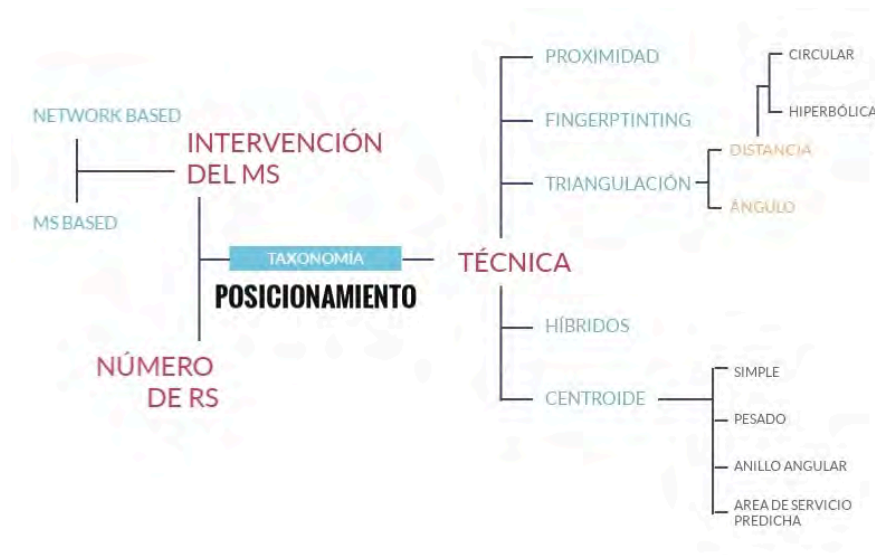 NETWORK BASED
MS BASED
INTERVENCIÓN
DEL MS
TAXONOMÍA
POSICIONAMIENTO
NÚMERO
DE RS
TÉCNICA
PROXIMIDAD
FINGERPTINTING
TRIANGULACIÓN
DISTANCIA
CIRCULAR
HIPERBÓLICA
ÁNGULO
HÍBRIDOS
CENTROIDE
SIMPLE
PESADO
ANILLO ANGULAR
AREA DE SERVICIO
PREDICHA